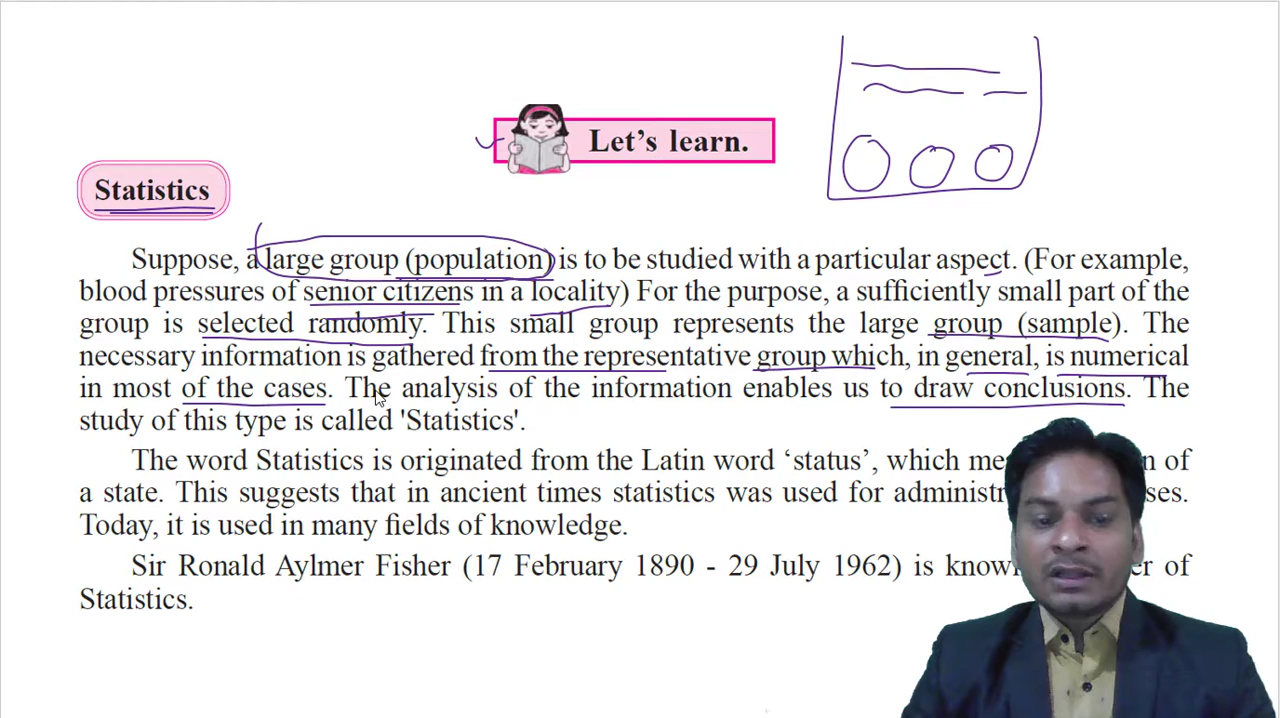 Let's learn.
Statistics
Suppose, a large group (population) is to be studied with a particular aspect. (For example,
blood pressures of senior citizens in a locality) For the purpose, a sufficiently small part of the
group is selected randomly. This small group represents the large group (sample). The
necessary information is gathered from the representative group which, in general, is numerical
in most of the cases. The analysis of the information enables us to draw conclusions. The
study of this type is called 'Statistics'.
The word Statistics is originated from the Latin word ‘status’, which of
a state. This suggests that in ancient times statistics was used for
Today, it is used in many fields of knowledge.
Sir Ronald Aylmer Fisher (17 February 1890 - 29 July 1962) is of
Statistics.